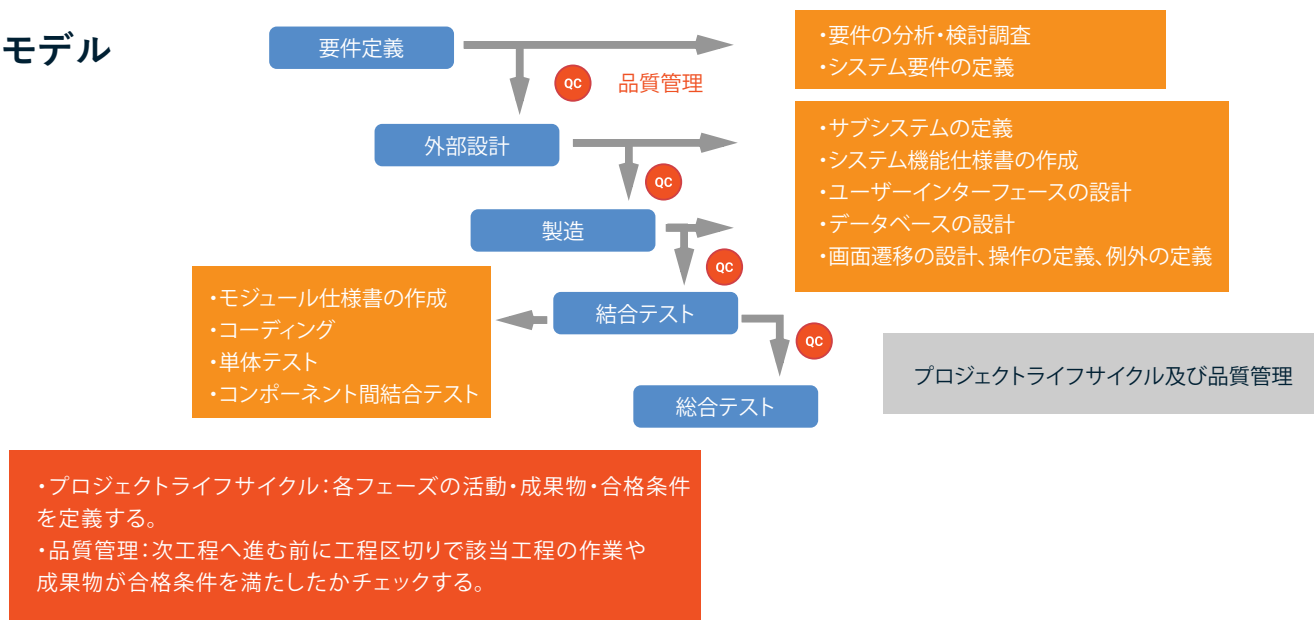 モデル
要件定義
・要件の分析・検討調査
・システム要件の定義
QC
品質管理
外部設計
・サブシステムの定義
・システム機能仕様書の作成
・ユーザーインターフェースの設計
・データベースの設計
・画面遷移の設計、操作の定義、例外の定義
QC
製造
QC
・モジュール仕様書の作成
・コーディング
・単体テスト
・コンポーネント間結合テスト
結合テスト
QC
プロジェクトライフサイクル及び品質管理
総合テスト
・プロジェクトライフサイクル：各フェーズの活動・成果物・合格条件
を定義する。
・品質管理：次工程へ進む前に工程区切りで該当工程の作業や
成果物が合格条件を満たしたかチェックする。